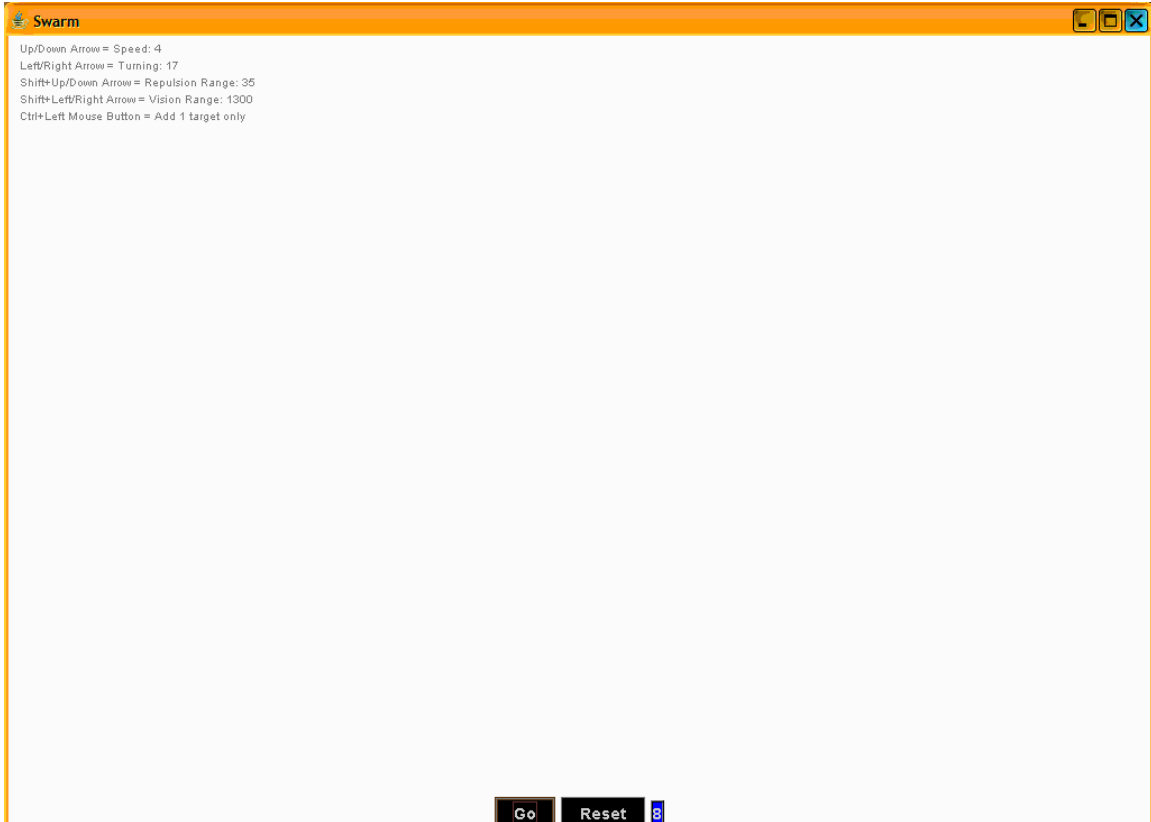 Swarm
Up/Down Arrow = Speed: 4
Left/Right Arrow = Turning: 17
Shift+Up/Down Arrow = Repulsion Range: 35
Shift+Left/Right Arrow = Vision Range: 1300
Ctrl+Left Mouse Button = Add 1 target only
Go Reset 8